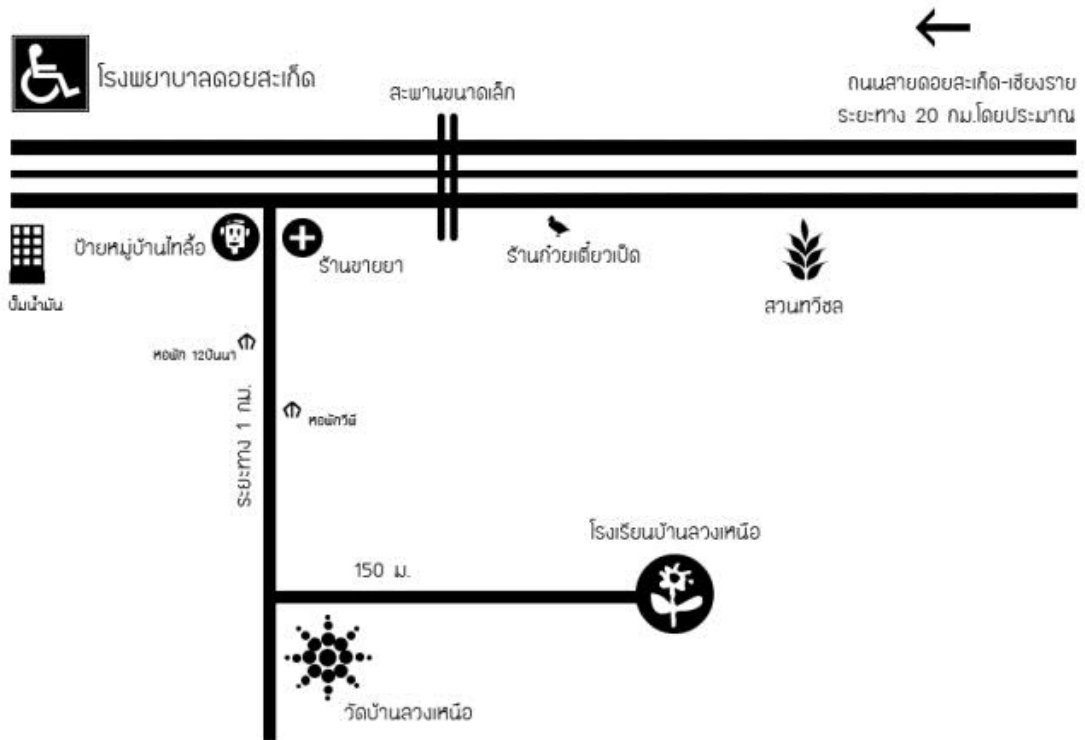 โรงพยาบาลดอยสะเก็ด
สะพานขนาดเล็ก
ถนนสายดอยสะเก็ด-เชียงราย
ระยะทาง 20 กม.โดยประมาณ
ป้ายหมู่บ้านไทลื้อ
ร้านขายยา
ร้านก๋วยเตี๋ยวเป็ด
ปั๊มน้ำมัน
สวนทวีชล
หอพัก 12ปันนา
หอพักวีพี
ระยะทาง 1 กม.
โรงเรียนบ้านลวงเหนือ
150 ม.
วัดบ้านลวงเหนือ